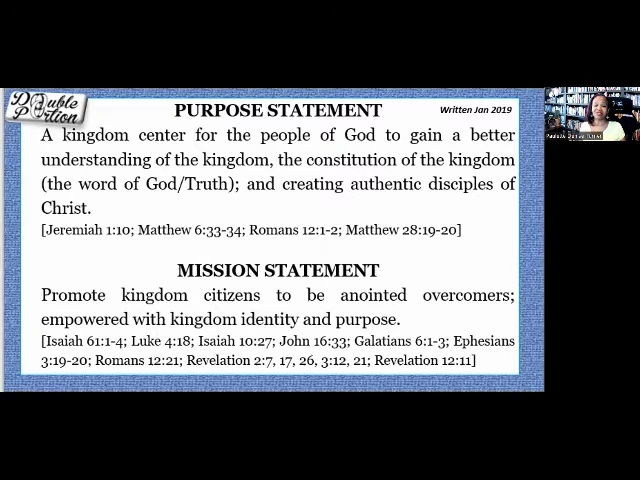 Double
Portion
PURPOSE STATEMENT
Written Jan 2019
A kingdom center for the people of God to gain a better
understanding of the kingdom, the constitution of the kingdom
(the word of God/Truth); and creating authentic disciples of
Christ.
[Jeremiah 1:10; Matthew 6:33-34; Romans 12:1-2; Matthew 28:19-20]
MISSION STATEMENT
Promote kingdom citizens to be anointed overcomers;
empowered with kingdom identity and purpose.
[Isaiah 61:1-4; Luke 4:18; Isaiah 10:27; John 16:33; Galatians 6:1-3; Ephesians
3:19-20; Romans 12:21; Revelation 2:7, 17, 26, 3:12, 21; Revelation 12:11]